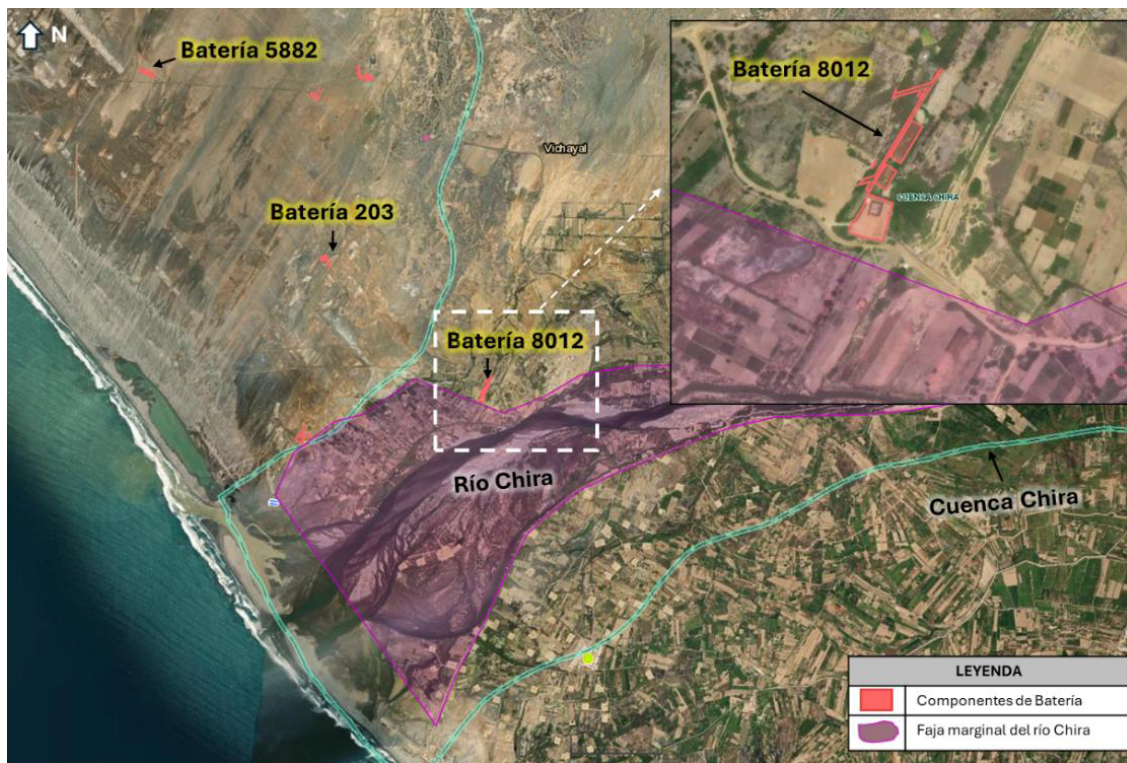 N
Batería 5882
Batería 8012
CUENCA CHIRA
Vichayal
Batería 203
Batería 8012
Río Chira
Cuenca Chira
LEYENDA
Componentes de Batería
Faja marginal del río Chira